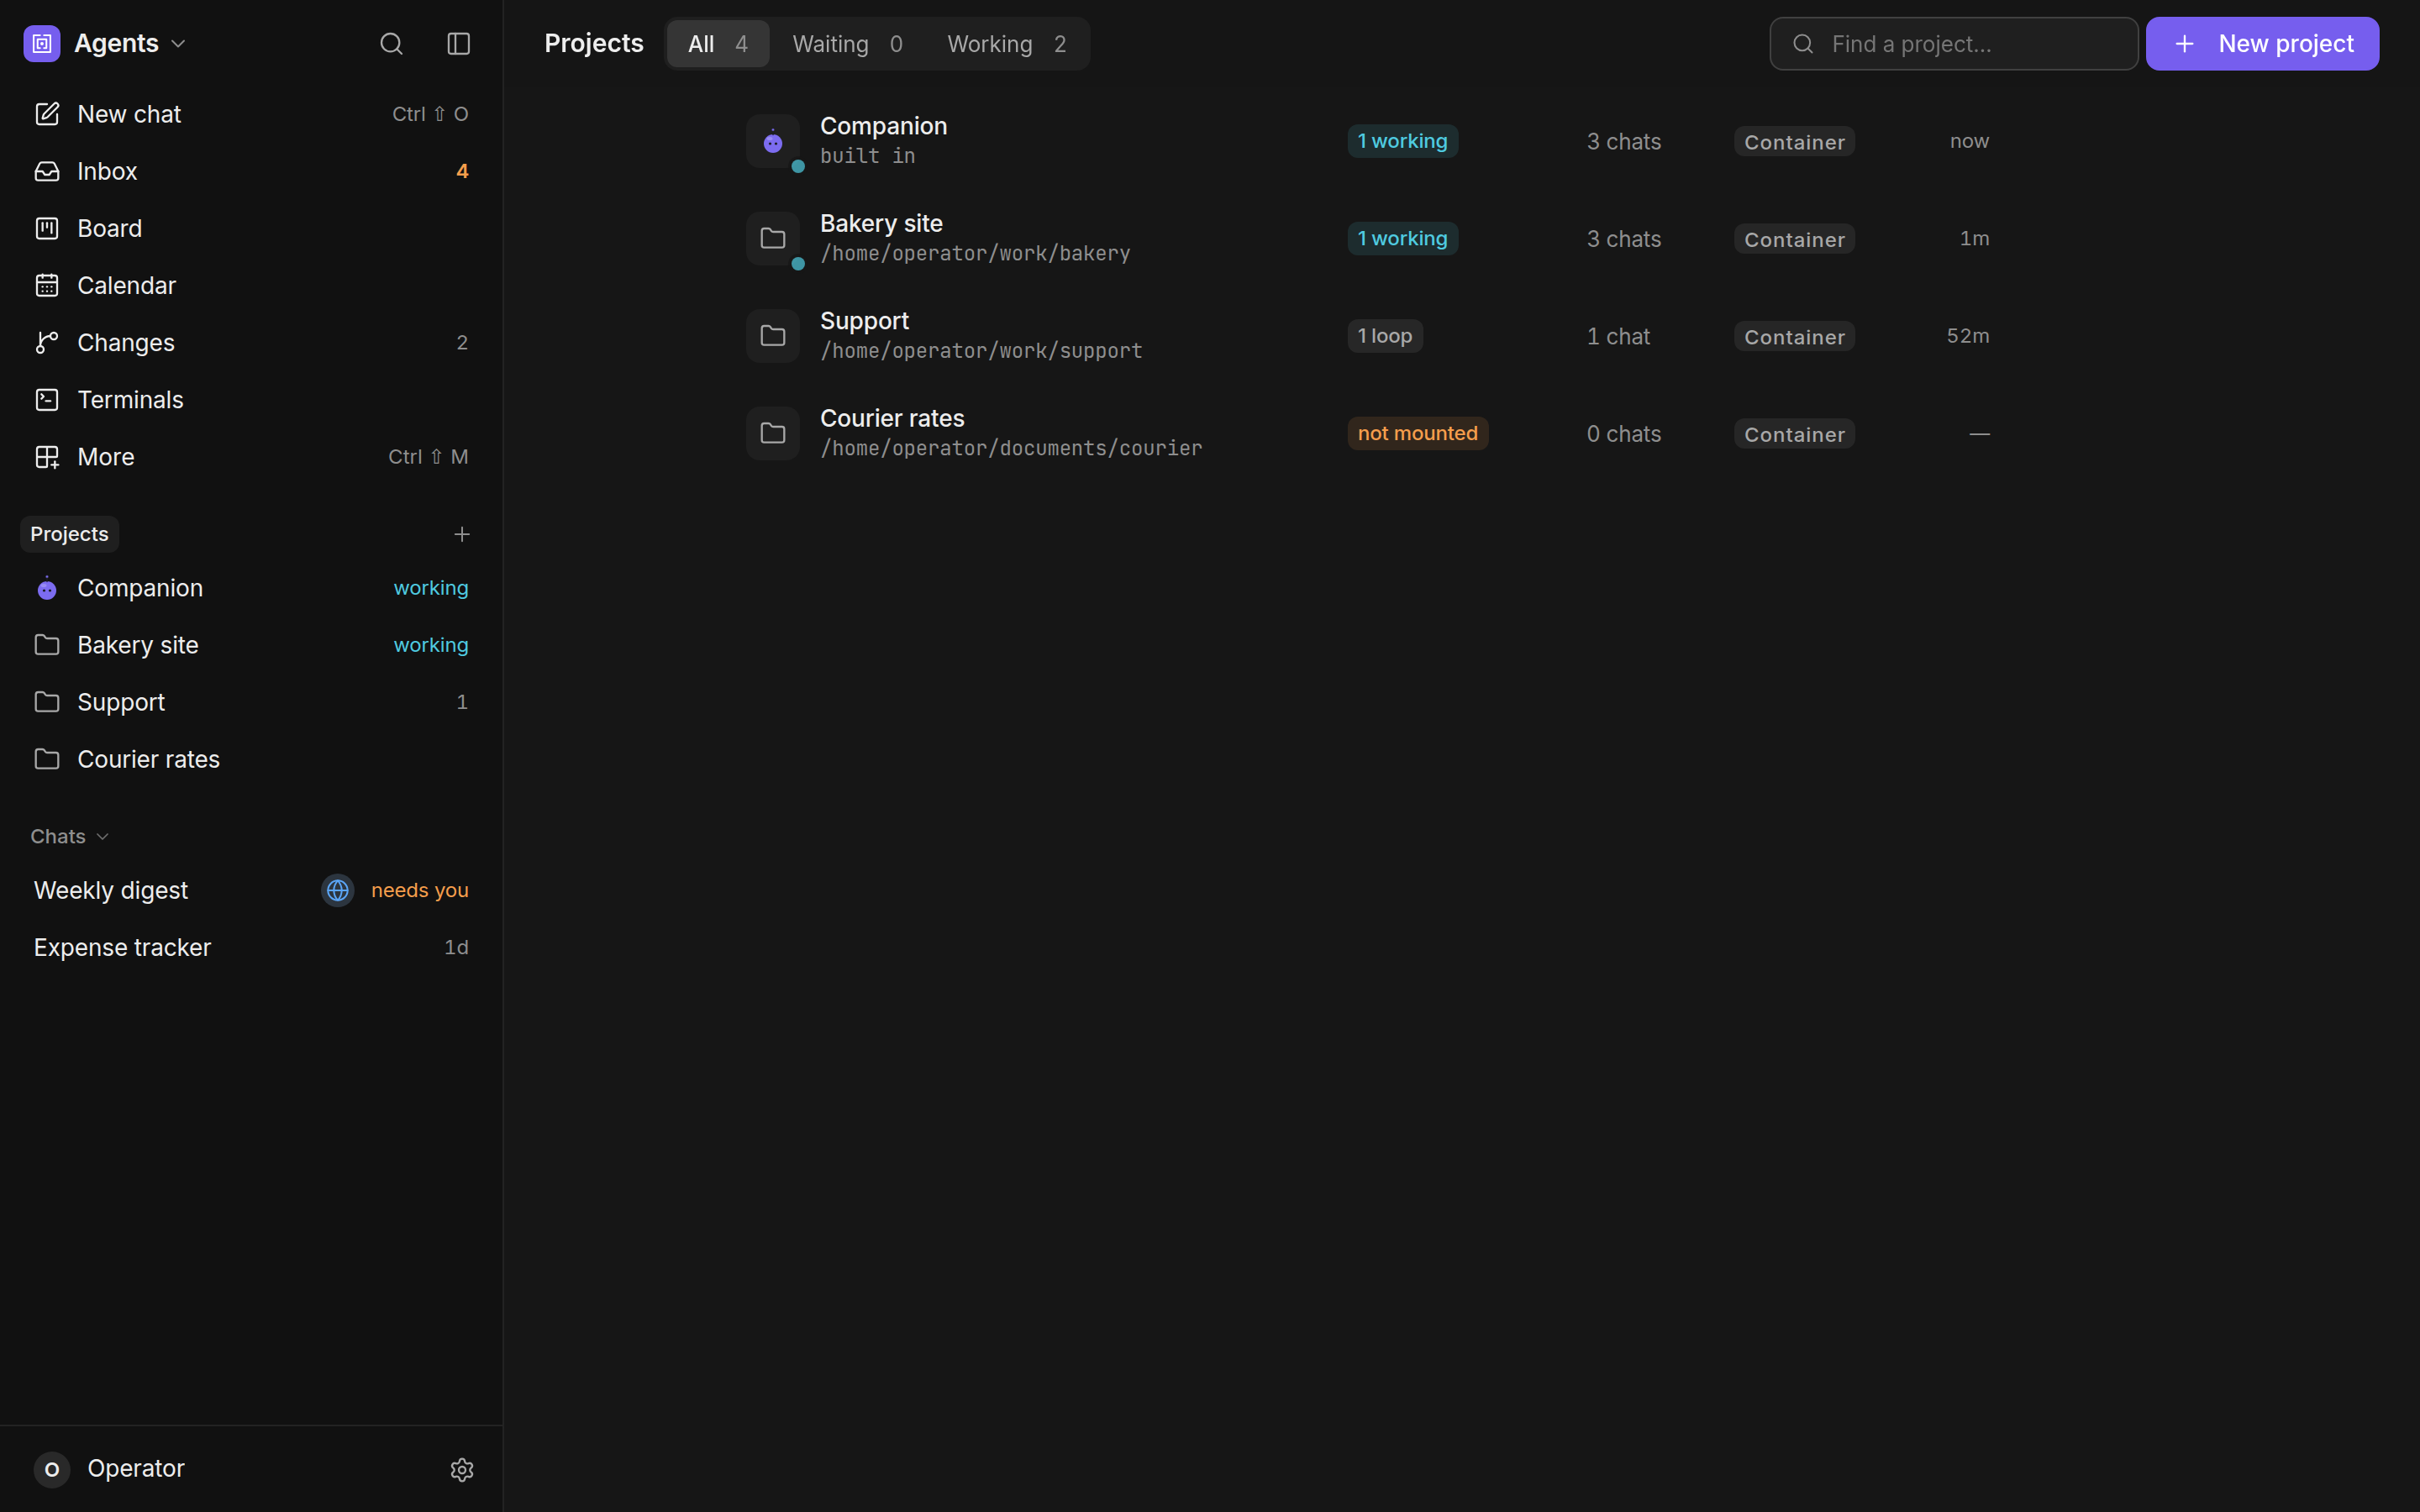 Agents
New chat Ctrl ⇧ O
Inbox 4
Board
Calendar
Changes 2
Terminals
More Ctrl ⇧ M
Projects
Companion working
Bakery site working
Support 1
Courier rates
Chats
Weekly digest needs you
Expense tracker 1d
O Operator
Projects All 4 Waiting 0 Working 2 Find a project... New project
Companion
built in
1 working 3 chats Container now
Bakery site
/home/operator/work/bakery
1 working 3 chats Container 1m
Support
/home/operator/work/support
1 loop 1 chat Container 52m
Courier rates
/home/operator/documents/courier
not mounted 0 chats Container —